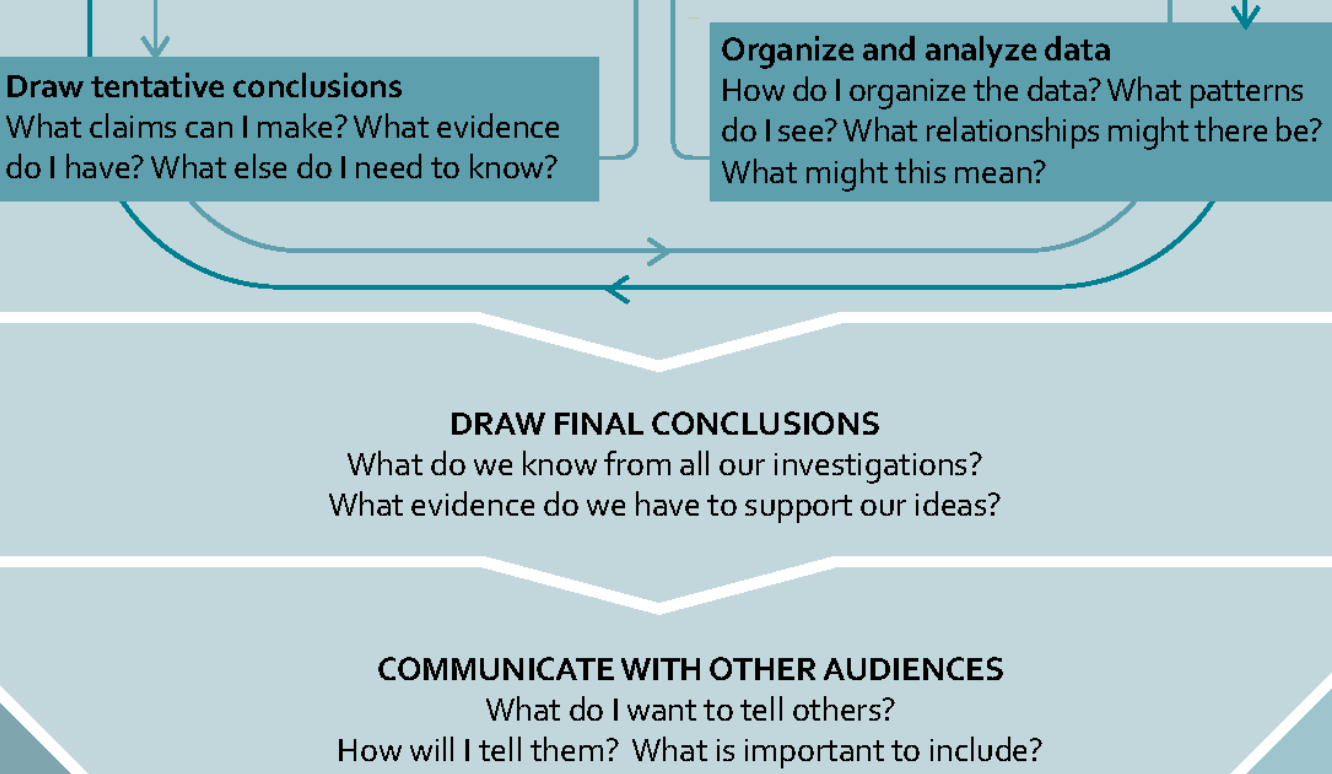 Draw tentative conclusions
What claims can I make? What evidence
do I have? What else do I need to know?
Organize and analyze data
How do I organize the data? What patterns
do I see? What relationships might there be?
What might this mean?
DRAW FINAL CONCLUSIONS
What do we know from all our investigations?
What evidence do we have to support our ideas?
COMMUNICATE WITH OTHER AUDIENCES
What do I want to tell others?
How will I tell them?  What is important to include?